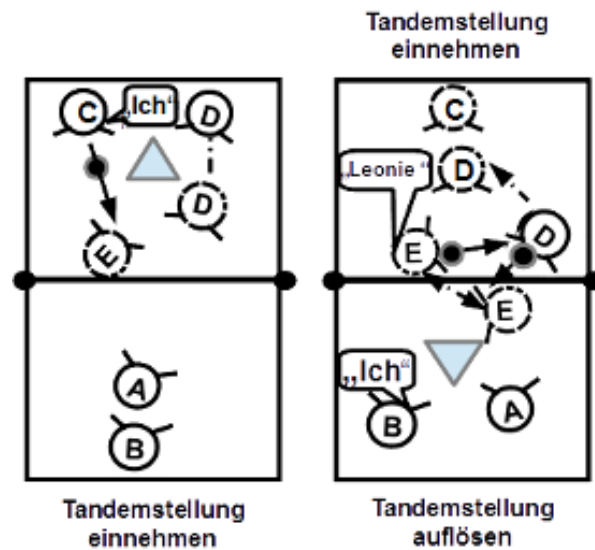 Tandemstellung
einnehmen
C
„Ich“
D
D
E
A
B
Tandemstellung
einnehmen
C
„Leonie“
D
E
D
E
„Ich“
B
A
Tandemstellung
auflösen